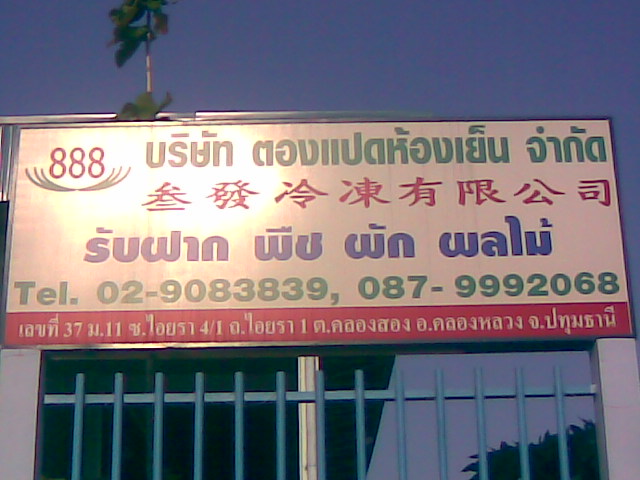 888
บริษัท ตองแปดห้องเย็น จำกัด
叁發冷凍有限公司
รับฝาก พืช ผัก ผลไม้
Tel. 02-9083839, 087- 9992068
เลขที่ 37 ม.11 ซ.ไอยรา 4/1 ถ.ไอยรา 1 ต.คลองสอง อ.คลองหลวง จ.ปทุมธานี